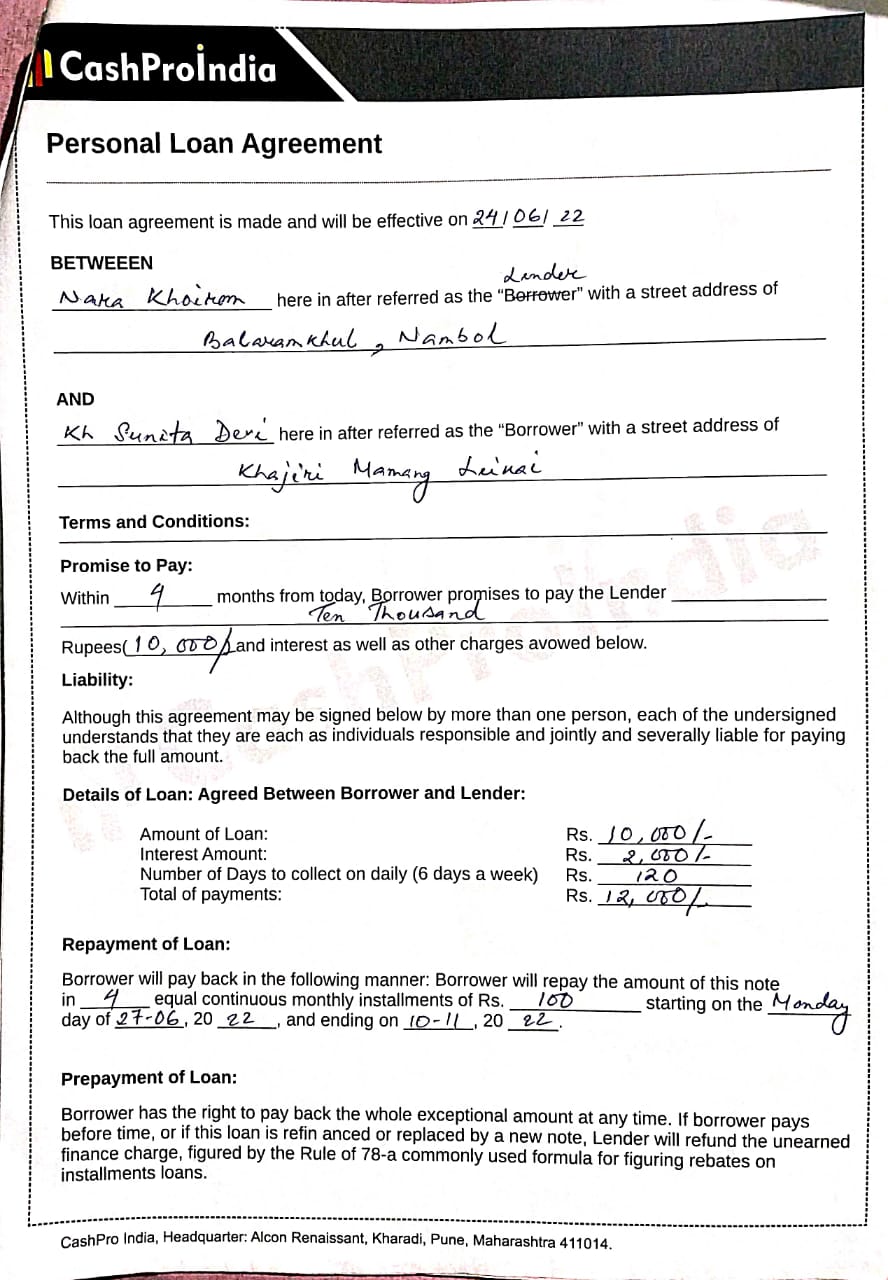 CashProIndia
Personal Loan Agreement
This loan agreement is made and will be effective on 24/06/22
BETWEEEN
Lender
Nara Khoirom here in after referred as the “Borrower” with a street address of
Balaramkhul, Nambol
AND
Kh Sunita Devi here in after referred as the “Borrower” with a street address of
Khajiri Mamang Leikai
Terms and Conditions:
Promise to Pay:
Within 4 months from today, Borrower promises to pay the Lender
Ten Thousand
Rupees(10,000/-)and interest as well as other charges avowed below.
Liability:
Although this agreement may be signed below by more than one person, each of the undersigned
understands that they are each as individuals responsible and jointly and severally liable for paying
back the full amount.
Details of Loan: Agreed Between Borrower and Lender:
Amount of Loan: Rs. 10,000/-
Interest Amount: Rs. 2,000/-
Number of Days to collect on daily (6 days a week) Rs. 120
Total of payments: Rs. 12,000/-
Repayment of Loan:
Borrower will pay back in the following manner: Borrower will repay the amount of this note
in 4 equal continuous monthly installments of Rs. 100 starting on the Monday
day of 27-06, 20 22, and ending on 10-11, 20 22.
Prepayment of Loan:
Borrower has the right to pay back the whole exceptional amount at any time. If borrower pays
before time, or if this loan is refin anced or replaced by a new note, Lender will refund the unearned
finance charge, figured by the Rule of 78-a commonly used formula for figuring rebates on
installments loans.
CashPro India, Headquarter: Alcon Renaissant, Kharadi, Pune, Maharashtra 411014.